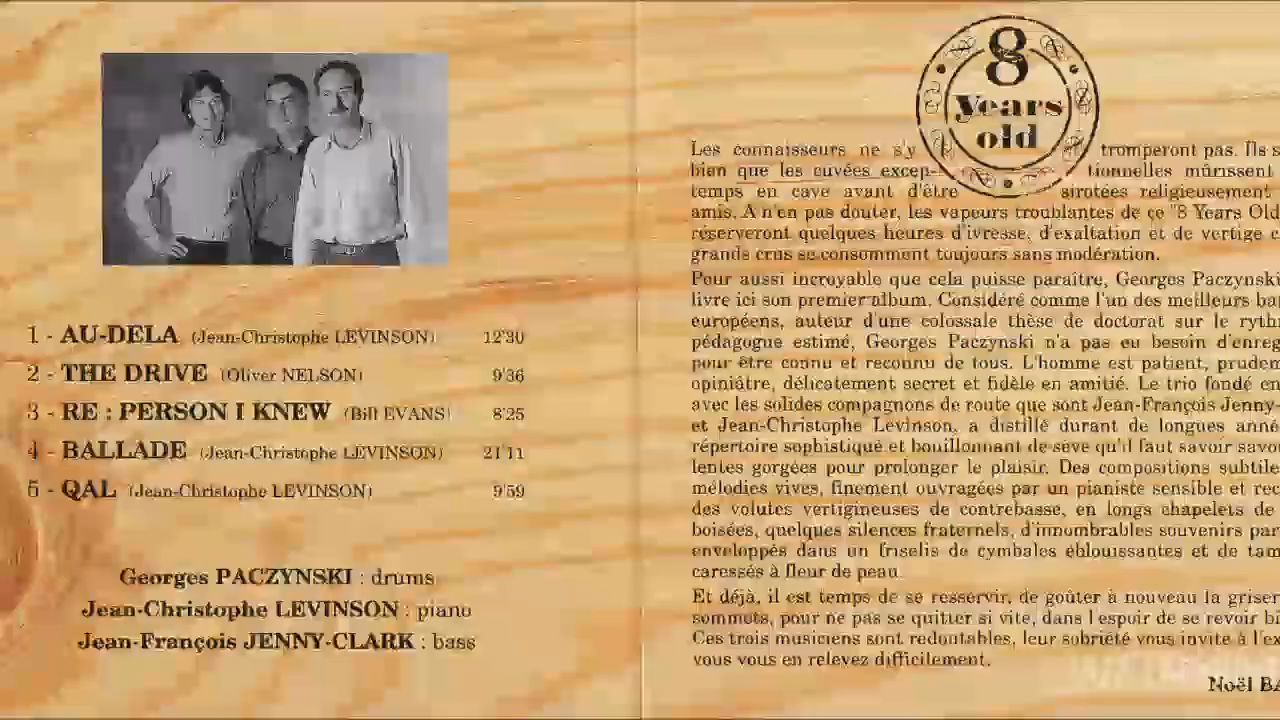 1 - AU-DELA (Jean-Christophe LEVINSON) 12'30
2 - THE DRIVE (Oliver NELSON) 9'36
3 - RE : PERSON I KNEW (Bill EVANS) 8'25
4 - BALLADE (Jean-Christophe LEVINSON) 21'11
5 - QAL (Jean-Christophe LEVINSON) 9'59
Georges PACZYNSKI : drums
Jean-Christophe LEVINSON : piano
Jean-François JENNY-CLARK : bass
8
Years
old
Les connaisseurs ne s'y tromperont pas. Ils s
bien que les cuvées excep- tionnelles mûrissent
temps en cave avant d'être sirotées religieusement
amis. A n'en pas douter, les vapeurs troublantes de ce "8 Years Old
réserveront quelques heures d'ivresse, d'exaltation et de vertige c
grands crus se consomment toujours sans modération.
Pour aussi incroyable que cela puisse paraître, Georges Paczynski
livre ici son premier album. Considéré comme l'un des meilleurs ba
européens, auteur d'une colossale thèse de doctorat sur le ryth
pédagogue estimé, Georges Paczynski n'a pas eu besoin d'enreg
pour être connu et reconnu de tous. L'homme est patient, pruden
opiniâtre, délicatement secret et fidèle en amitié. Le trio fondé en
avec les solides compagnons de route que sont Jean-François Jenny-
et Jean-Christophe Levinson, a distillé durant de longues anné
répertoire sophistiqué et bouillonnant de sève qu'il faut savoir savo
lentes gorgées pour prolonger le plaisir. Des compositions subtile
mélodies vives, finement ouvragées par un pianiste sensible et rec
des volutes vertigineuses de contrebasse, en longs chapelets de
boisées, quelques silences fraternels, d'innombrables souvenirs par
enveloppés dans un friselis de cymbales éblouissantes et de tam
caressés à fleur de peau.
Et déjà, il est temps de se resservir, de goûter à nouveau la griser
sommets, pour ne pas se quitter si vite, dans l'espoir de se revoir bi
Ces trois musiciens sont redoutables, leur sobriété vous invite à l'ex
vous vous en relevez difficilement.
Noël BA